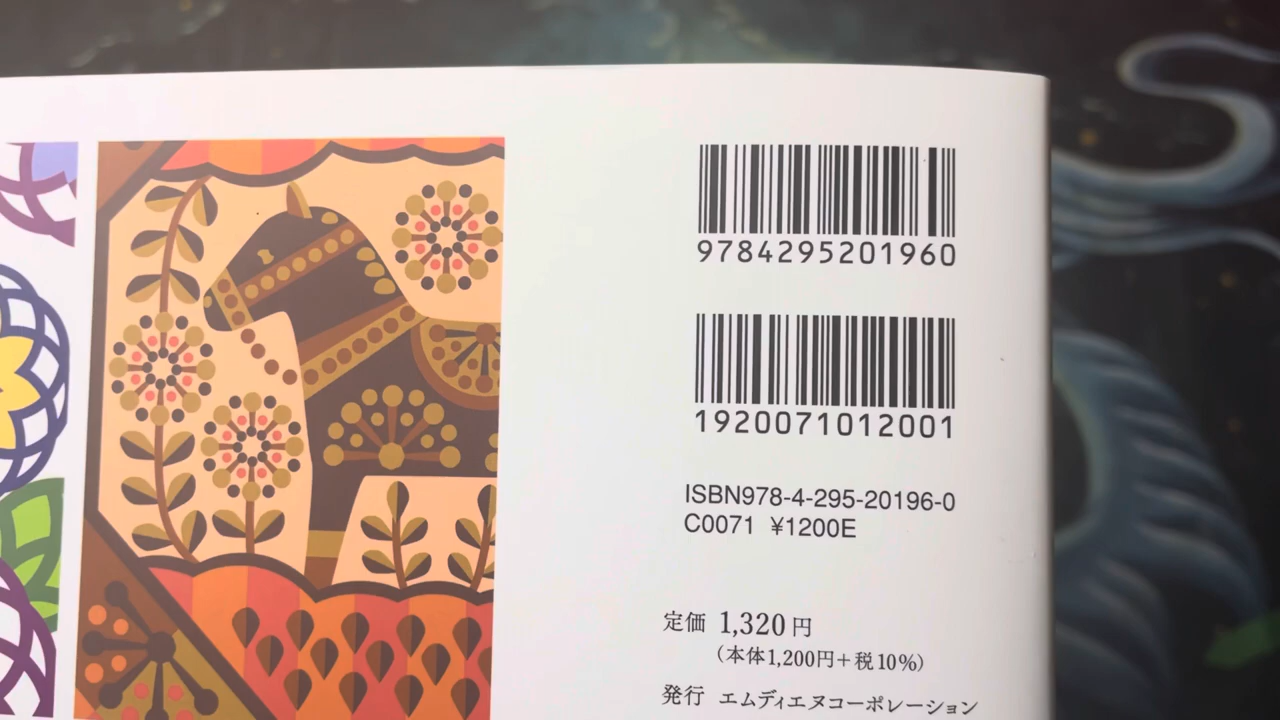 9784295201960
1920071012001
ISBN978-4-295-20196-0
C0071 ¥1200E
定価 1,320円
（本体1,200円＋税10%）
発行 エムディエヌコーポレーション